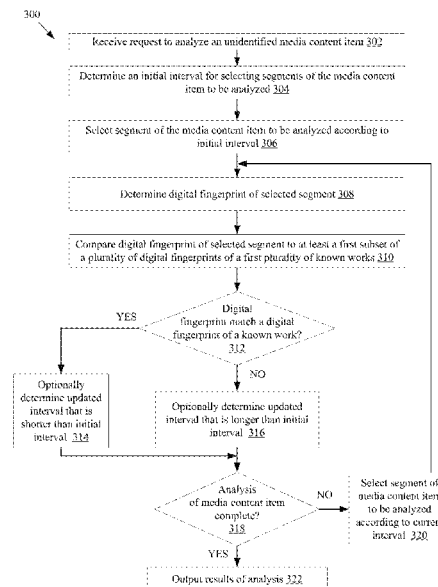 300
Receive request to analyze an unidentified media content item 302
Determine an initial interval for selecting segments of the media content
item to be analyzed 304
Select segment of the media content item to be analyzed according to
initial interval 306
Determine digital fingerprint of selected segment 308
Compare digital fingerprint of selected segment to at least a first subset of
a plurality of digital fingerprints of a first plurality of known works 310
Digital
fingerprint match a digital
fingerprint of a known work?
312
YES
NO
Optionally
determine updated
interval that is
shorter than initial
interval 314
Optionally determine updated
interval that is longer than initial
interval 316
Analysis
of media content item
complete?
318
NO
YES
Select segment of
media content item
to be analyzed
according to current
interval 320
Output results of analysis 322